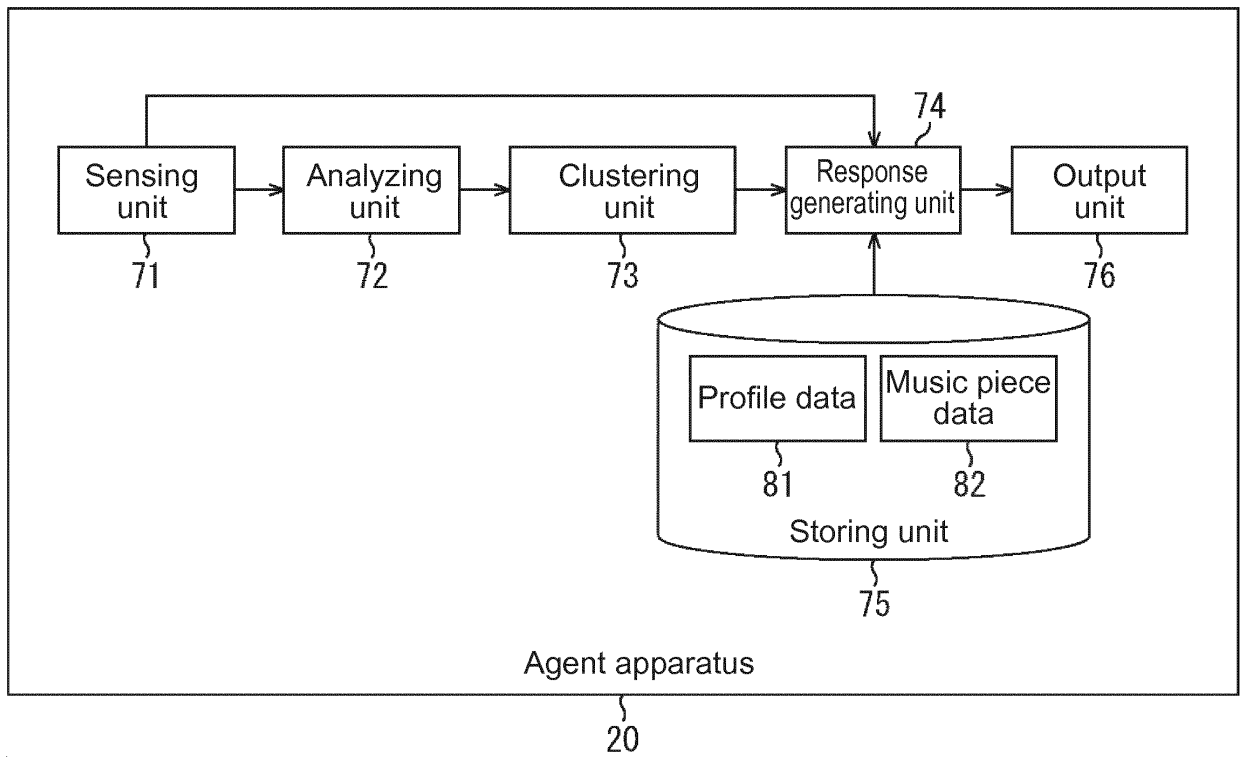 74
Sensing
unit
Analyzing
unit
Clustering
unit
Response
generating unit
Output
unit
71
72
73
76
Profile data
Music piece
data
81
82
Storing unit
75
Agent apparatus
20